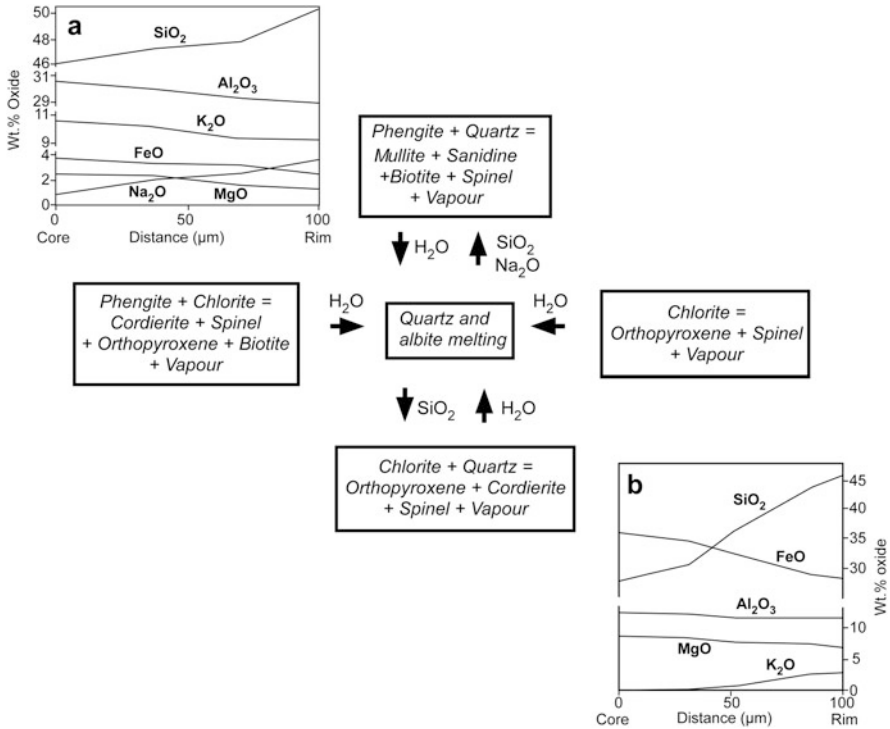 a
50
48
46
31
29
11
9
4
2
0
Wt.% Oxide
SiO₂
Al₂O₃
K₂O
FeO
Na₂O
MgO
0
50
100
Core
Distance (µm)
Rim
Phengite + Quartz =
Mullite + Sanidine
+Biotite + Spinel
+ Vapour
H₂O
SiO₂
Na₂O
Phengite + Chlorite =
Cordierite + Spinel
+ Orthopyroxene + Biotite
+ Vapour
H₂O
Quartz and
albite melting
H₂O
Chlorite =
Orthopyroxene + Spinel
+ Vapour
SiO₂
H₂O
Chlorite + Quartz =
Orthopyroxene + Cordierite
+ Spinel + Vapour
b
SiO₂
FeO
Al₂O₃
MgO
K₂O
45
40
35
30
10
5
0
Wt.% oxide
0
50
100
Core
Distance (µm)
Rim